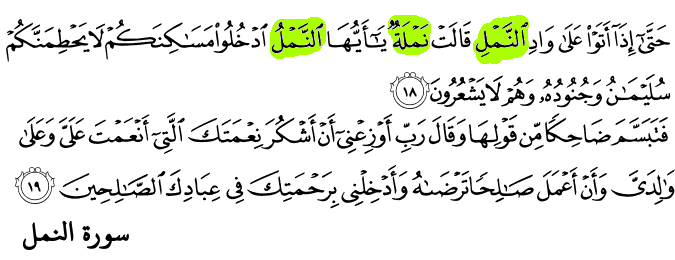 حَتَّىٰٓ إِذَآ أَتَوۡاْ عَلَىٰ وَادِ ٱلنَّمۡلِ قَالَتۡ نَمۡلَةٞ يَـٰٓأَيُّهَا ٱلنَّمۡلُ ٱدۡخُلُواْ مَسَـٰكِنَكُمۡ لَا يَحۡطِمَنَّكُمۡ
سُلَيۡمَـٰنُ وَجُنُودُهُۥ وَهُمۡ لَا يَشۡعُرُونَ ١٨
فَتَبَسَّمَ ضَاحِكٗا مِّن قَوۡلِهَا وَقَالَ رَبِّ أَوۡزِعۡنِيٓ أَنۡ أَشۡكُرَ نِعۡمَتَكَ ٱلَّتِيٓ أَنۡعَمۡتَ عَلَيَّ وَعَلَىٰ
وَٰلِدَيَّ وَأَنۡ أَعۡمَلَ صَـٰلِحٗا تَرۡضَىٰهُ وَأَدۡخِلۡنِي بِرَحۡمَتِكَ فِي عِبَادِكَ ٱلصَّـٰلِحِينَ ١٩
سورة النمل